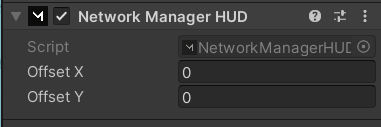 Network Manager HUD
Script NetworkManagerHUD
Offset X 0
Offset Y 0